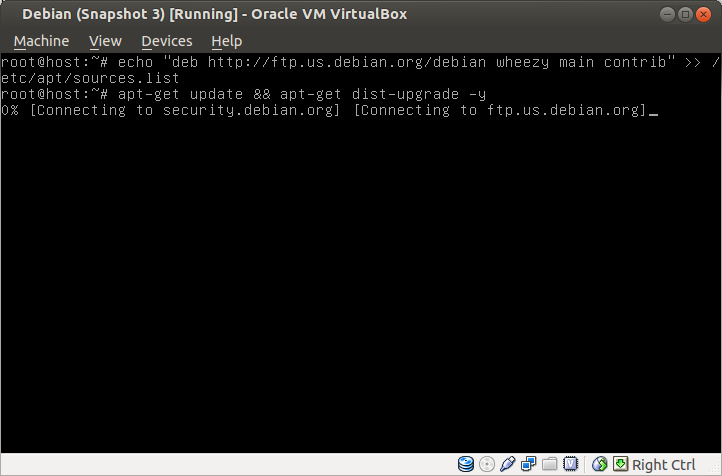 Debian (Snapshot 3) [Running] - Oracle VM VirtualBox
Machine View Devices Help
root@host:~# echo "deb http://ftp.us.debian.org/debian wheezy main contrib" >> /
etc/apt/sources.list
root@host:~# apt-get update && apt-get dist-upgrade -y
0% [Connecting to security.debian.org] [Connecting to ftp.us.debian.org]_
Right Ctrl